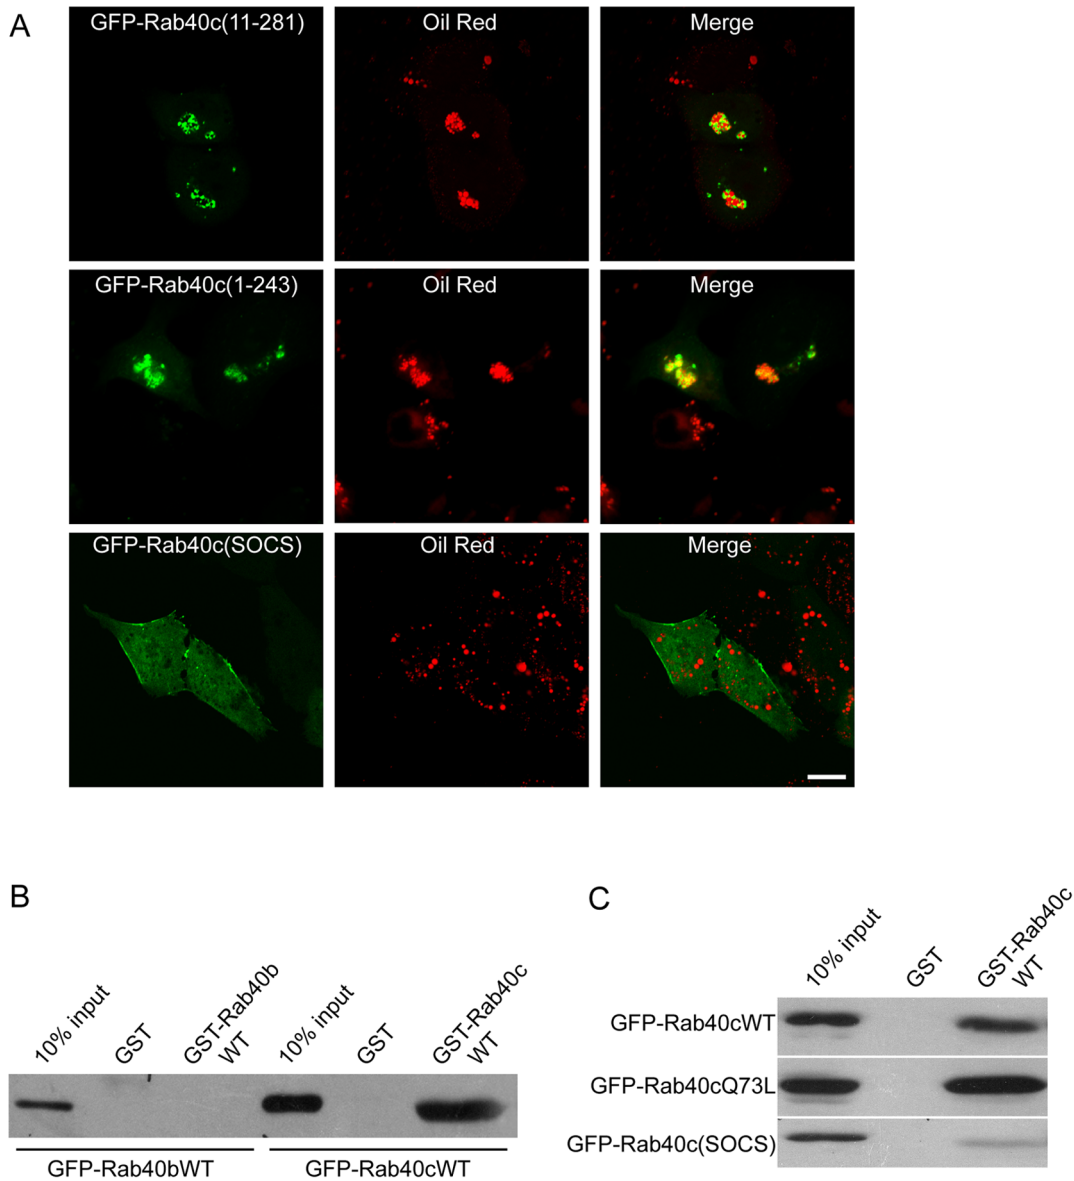 A
GFP-Rab40c(11-281)
Oil Red
Merge
GFP-Rab40c(1-243)
Oil Red
Merge
GFP-Rab40c(SOCS)
Oil Red
Merge
B
10% input
GST
GST-Rab40b
WT
10% input
GST
GST-Rab40c
WT
GFP-Rab40bWT
GFP-Rab40cWT
C
10% input
GST
GST-Rab40c
WT
GFP-Rab40cWT
GFP-Rab40cQ73L
GFP-Rab40c(SOCS)